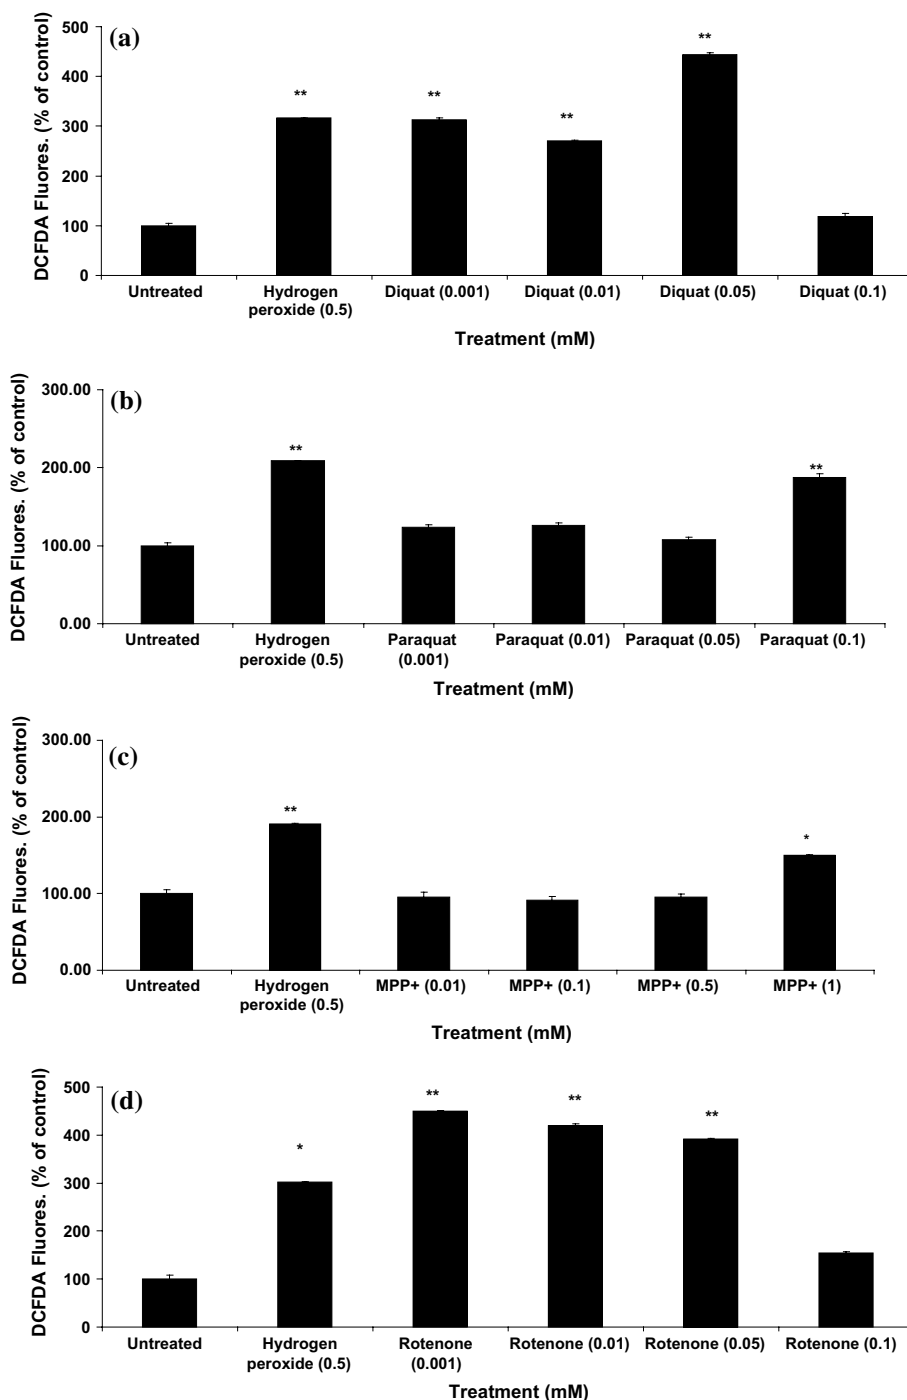 (a)
DCFDA Fluores. (% of control)
500
400
300
200
100
0
**
**
**
**
Untreated
Hydrogen
peroxide (0.5)
Diquat (0.001)
Diquat (0.01)
Diquat (0.05)
Diquat (0.1)
Treatment (mM)
(b)
DCFDA Fluores. (% of control)
300.00
200.00
100.00
0.00
**
**
Untreated
Hydrogen
peroxide (0.5)
Paraquat
(0.001)
Paraquat (0.01)
Paraquat (0.05)
Paraquat (0.1)
Treatment (mM)
(c)
DCFDA Fluores. (% of control)
300.00
200.00
100.00
0.00
**
*
Untreated
Hydrogen
peroxide (0.5)
MPP+ (0.01)
MPP+ (0.1)
MPP+ (0.5)
MPP+ (1)
Treatment (mM)
(d)
DCFDA Fluores. (% of control)
500
400
300
200
100
0
*
**
**
**
Untreated
Hydrogen
peroxide (0.5)
Rotenone
(0.001)
Rotenone (0.01)
Rotenone (0.05)
Rotenone (0.1)
Treatment (mM)